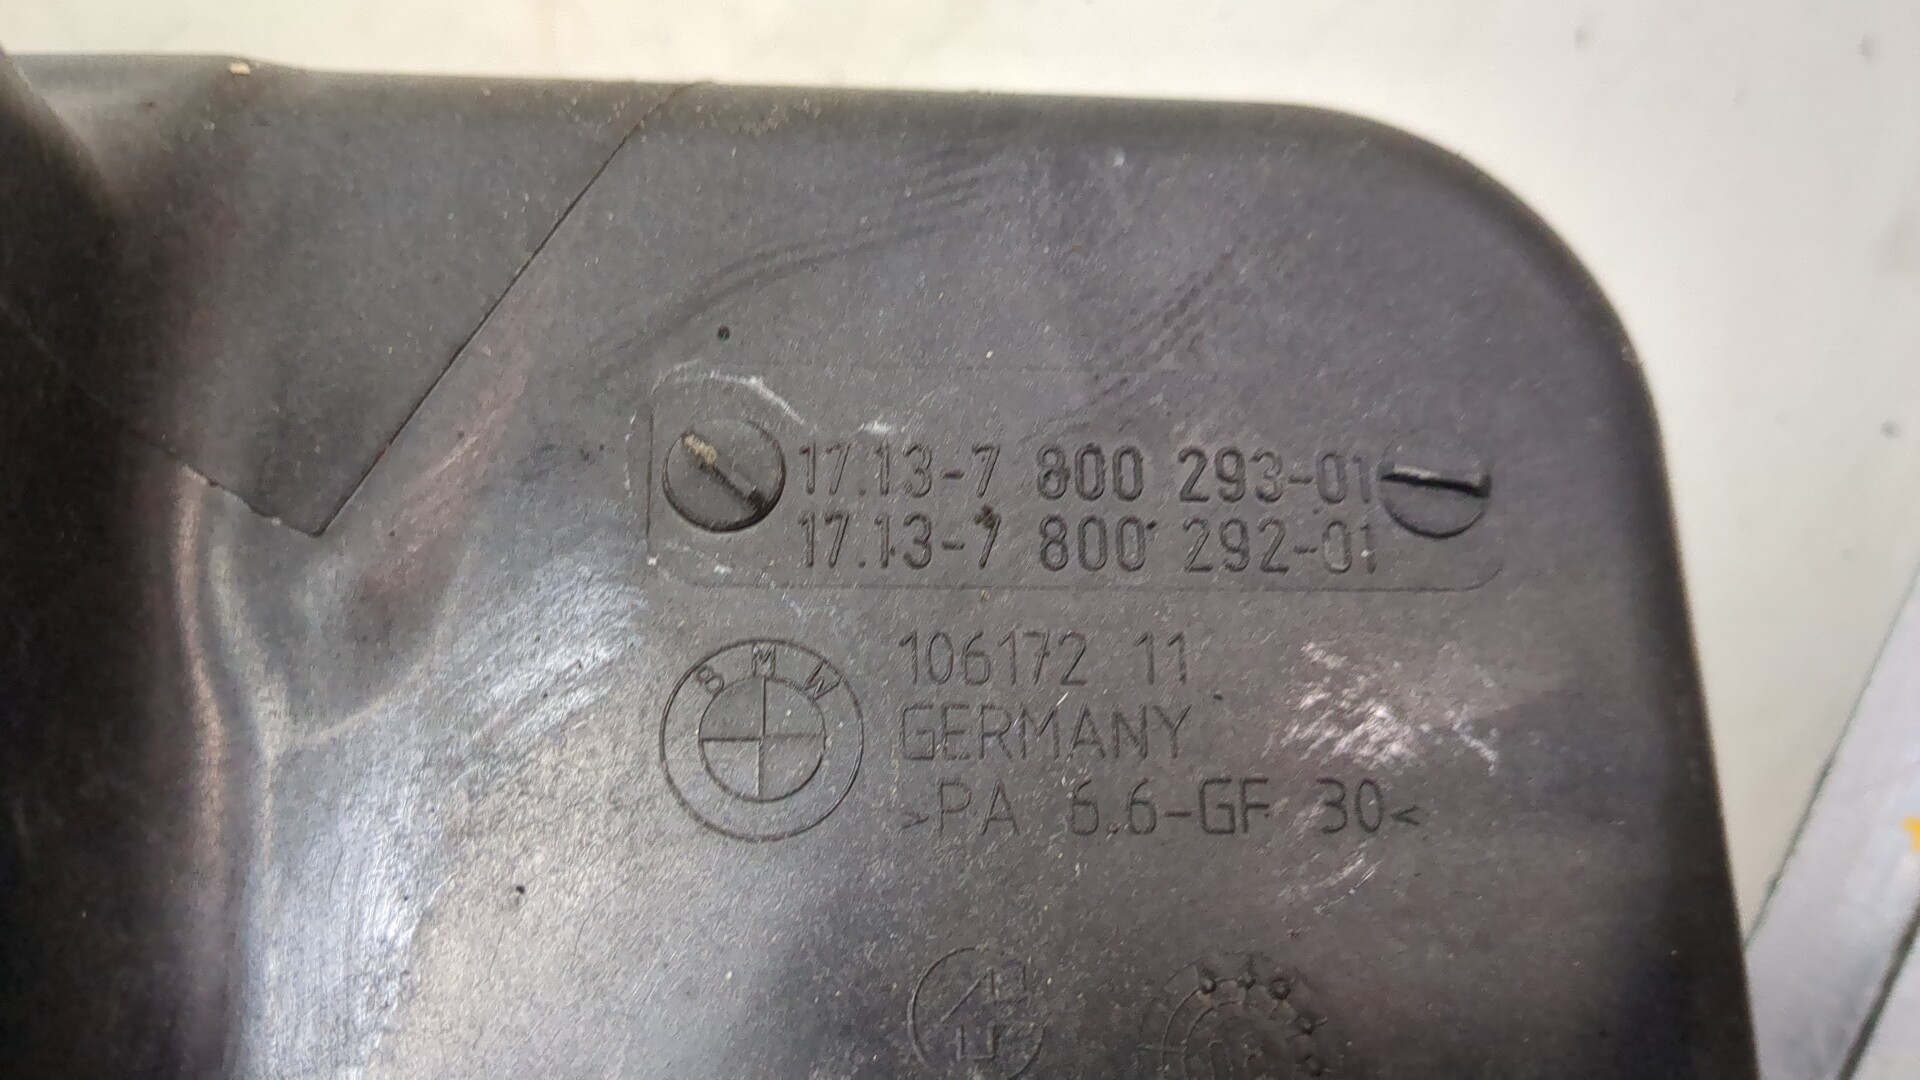 17.13-7 800 293-01
17.13-7 800 292-01
BMW
106172 11
GERMANY
>PA 6.6-GF 30<